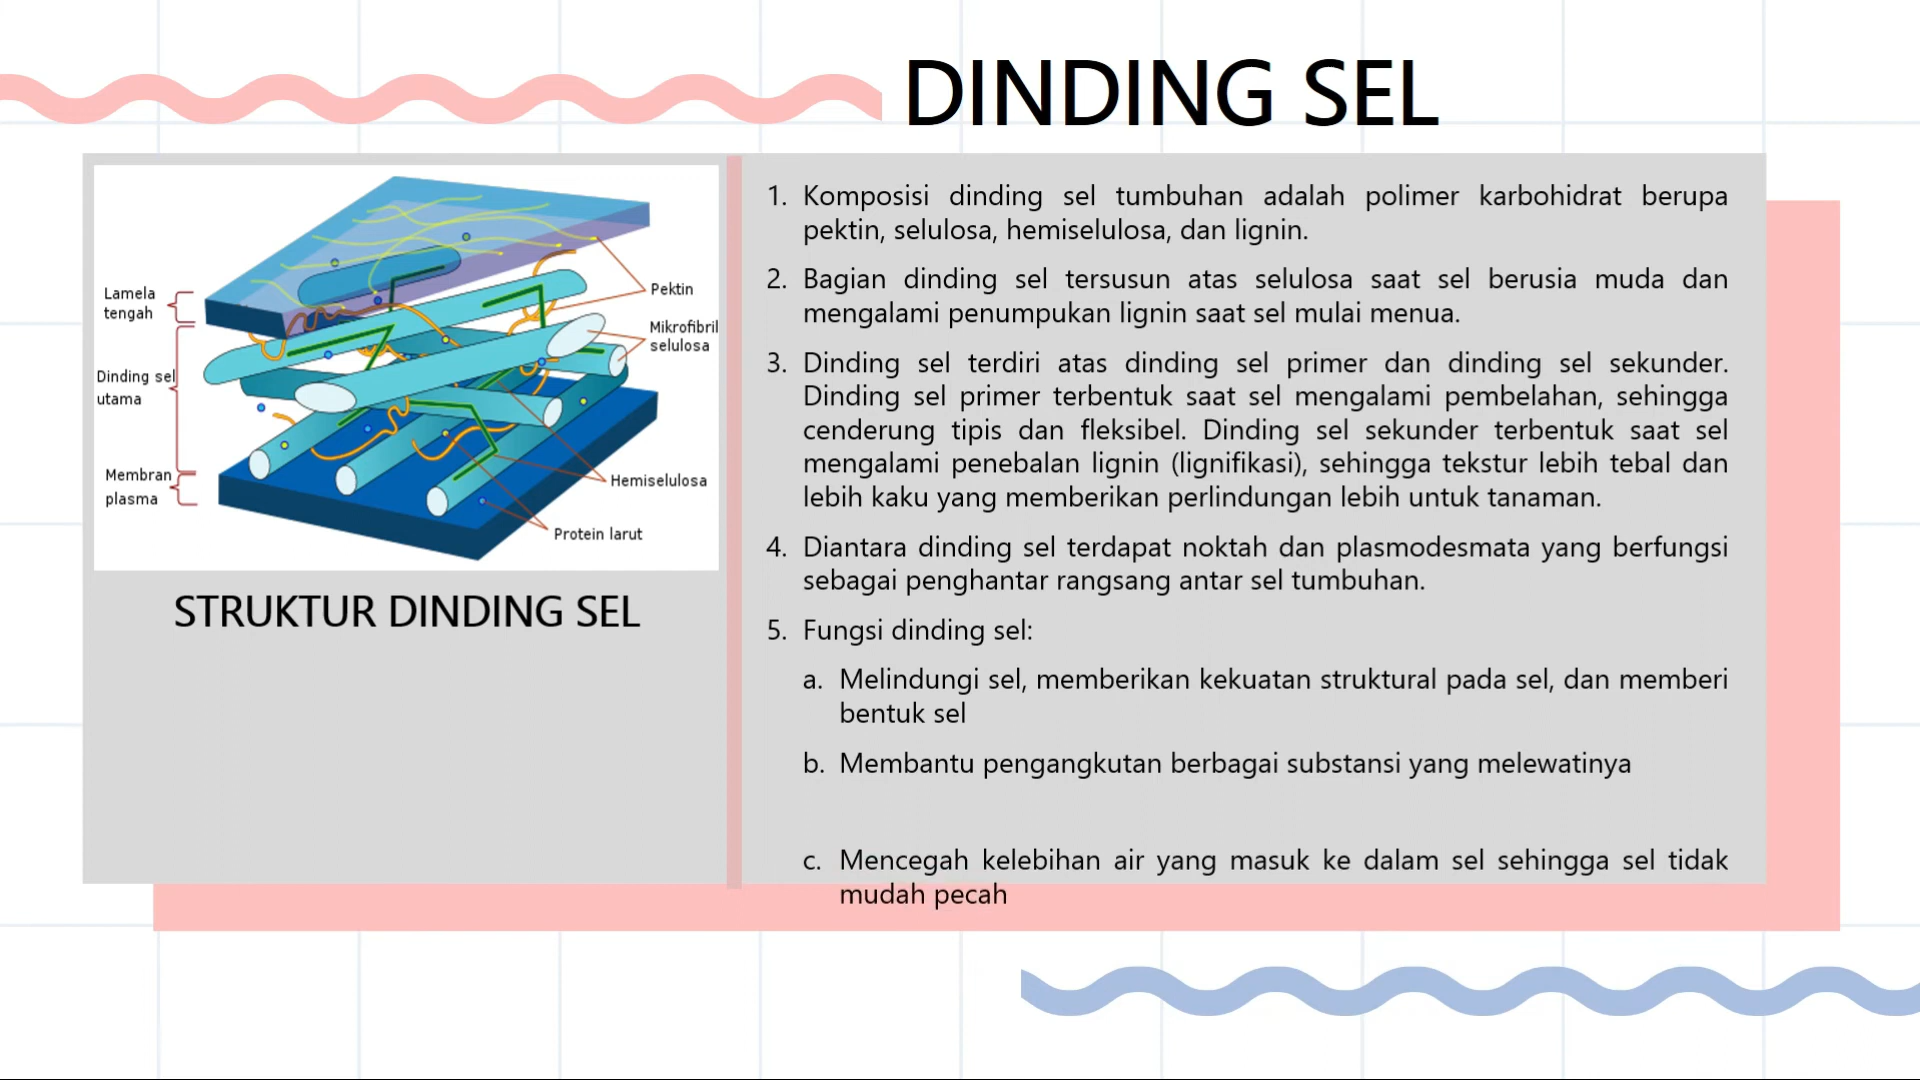 DINDING SEL
Lamela
tengah
Dinding sel
utama
Membran
plasma
Pektin
Mikrofibril
selulosa
Hemiselulosa
Protein larut
STRUKTUR DINDING SEL
1. Komposisi dinding sel tumbuhan adalah polimer karbohidrat berupa
pektin, selulosa, hemiselulosa, dan lignin.
2. Bagian dinding sel tersusun atas selulosa saat sel berusia muda dan
mengalami penumpukan lignin saat sel mulai menua.
3. Dinding sel terdiri atas dinding sel primer dan dinding sel sekunder.
Dinding sel primer terbentuk saat sel mengalami pembelahan, sehingga
cenderung tipis dan fleksibel. Dinding sel sekunder terbentuk saat sel
mengalami penebalan lignin (lignifikasi), sehingga tekstur lebih tebal dan
lebih kaku yang memberikan perlindungan lebih untuk tanaman.
4. Diantara dinding sel terdapat noktah dan plasmodesmata yang berfungsi
sebagai penghantar rangsang antar sel tumbuhan.
5. Fungsi dinding sel:
a. Melindungi sel, memberikan kekuatan struktural pada sel, dan memberi
bentuk sel
b. Membantu pengangkutan berbagai substansi yang melewatinya
c. Mencegah kelebihan air yang masuk ke dalam sel sehingga sel tidak
mudah pecah